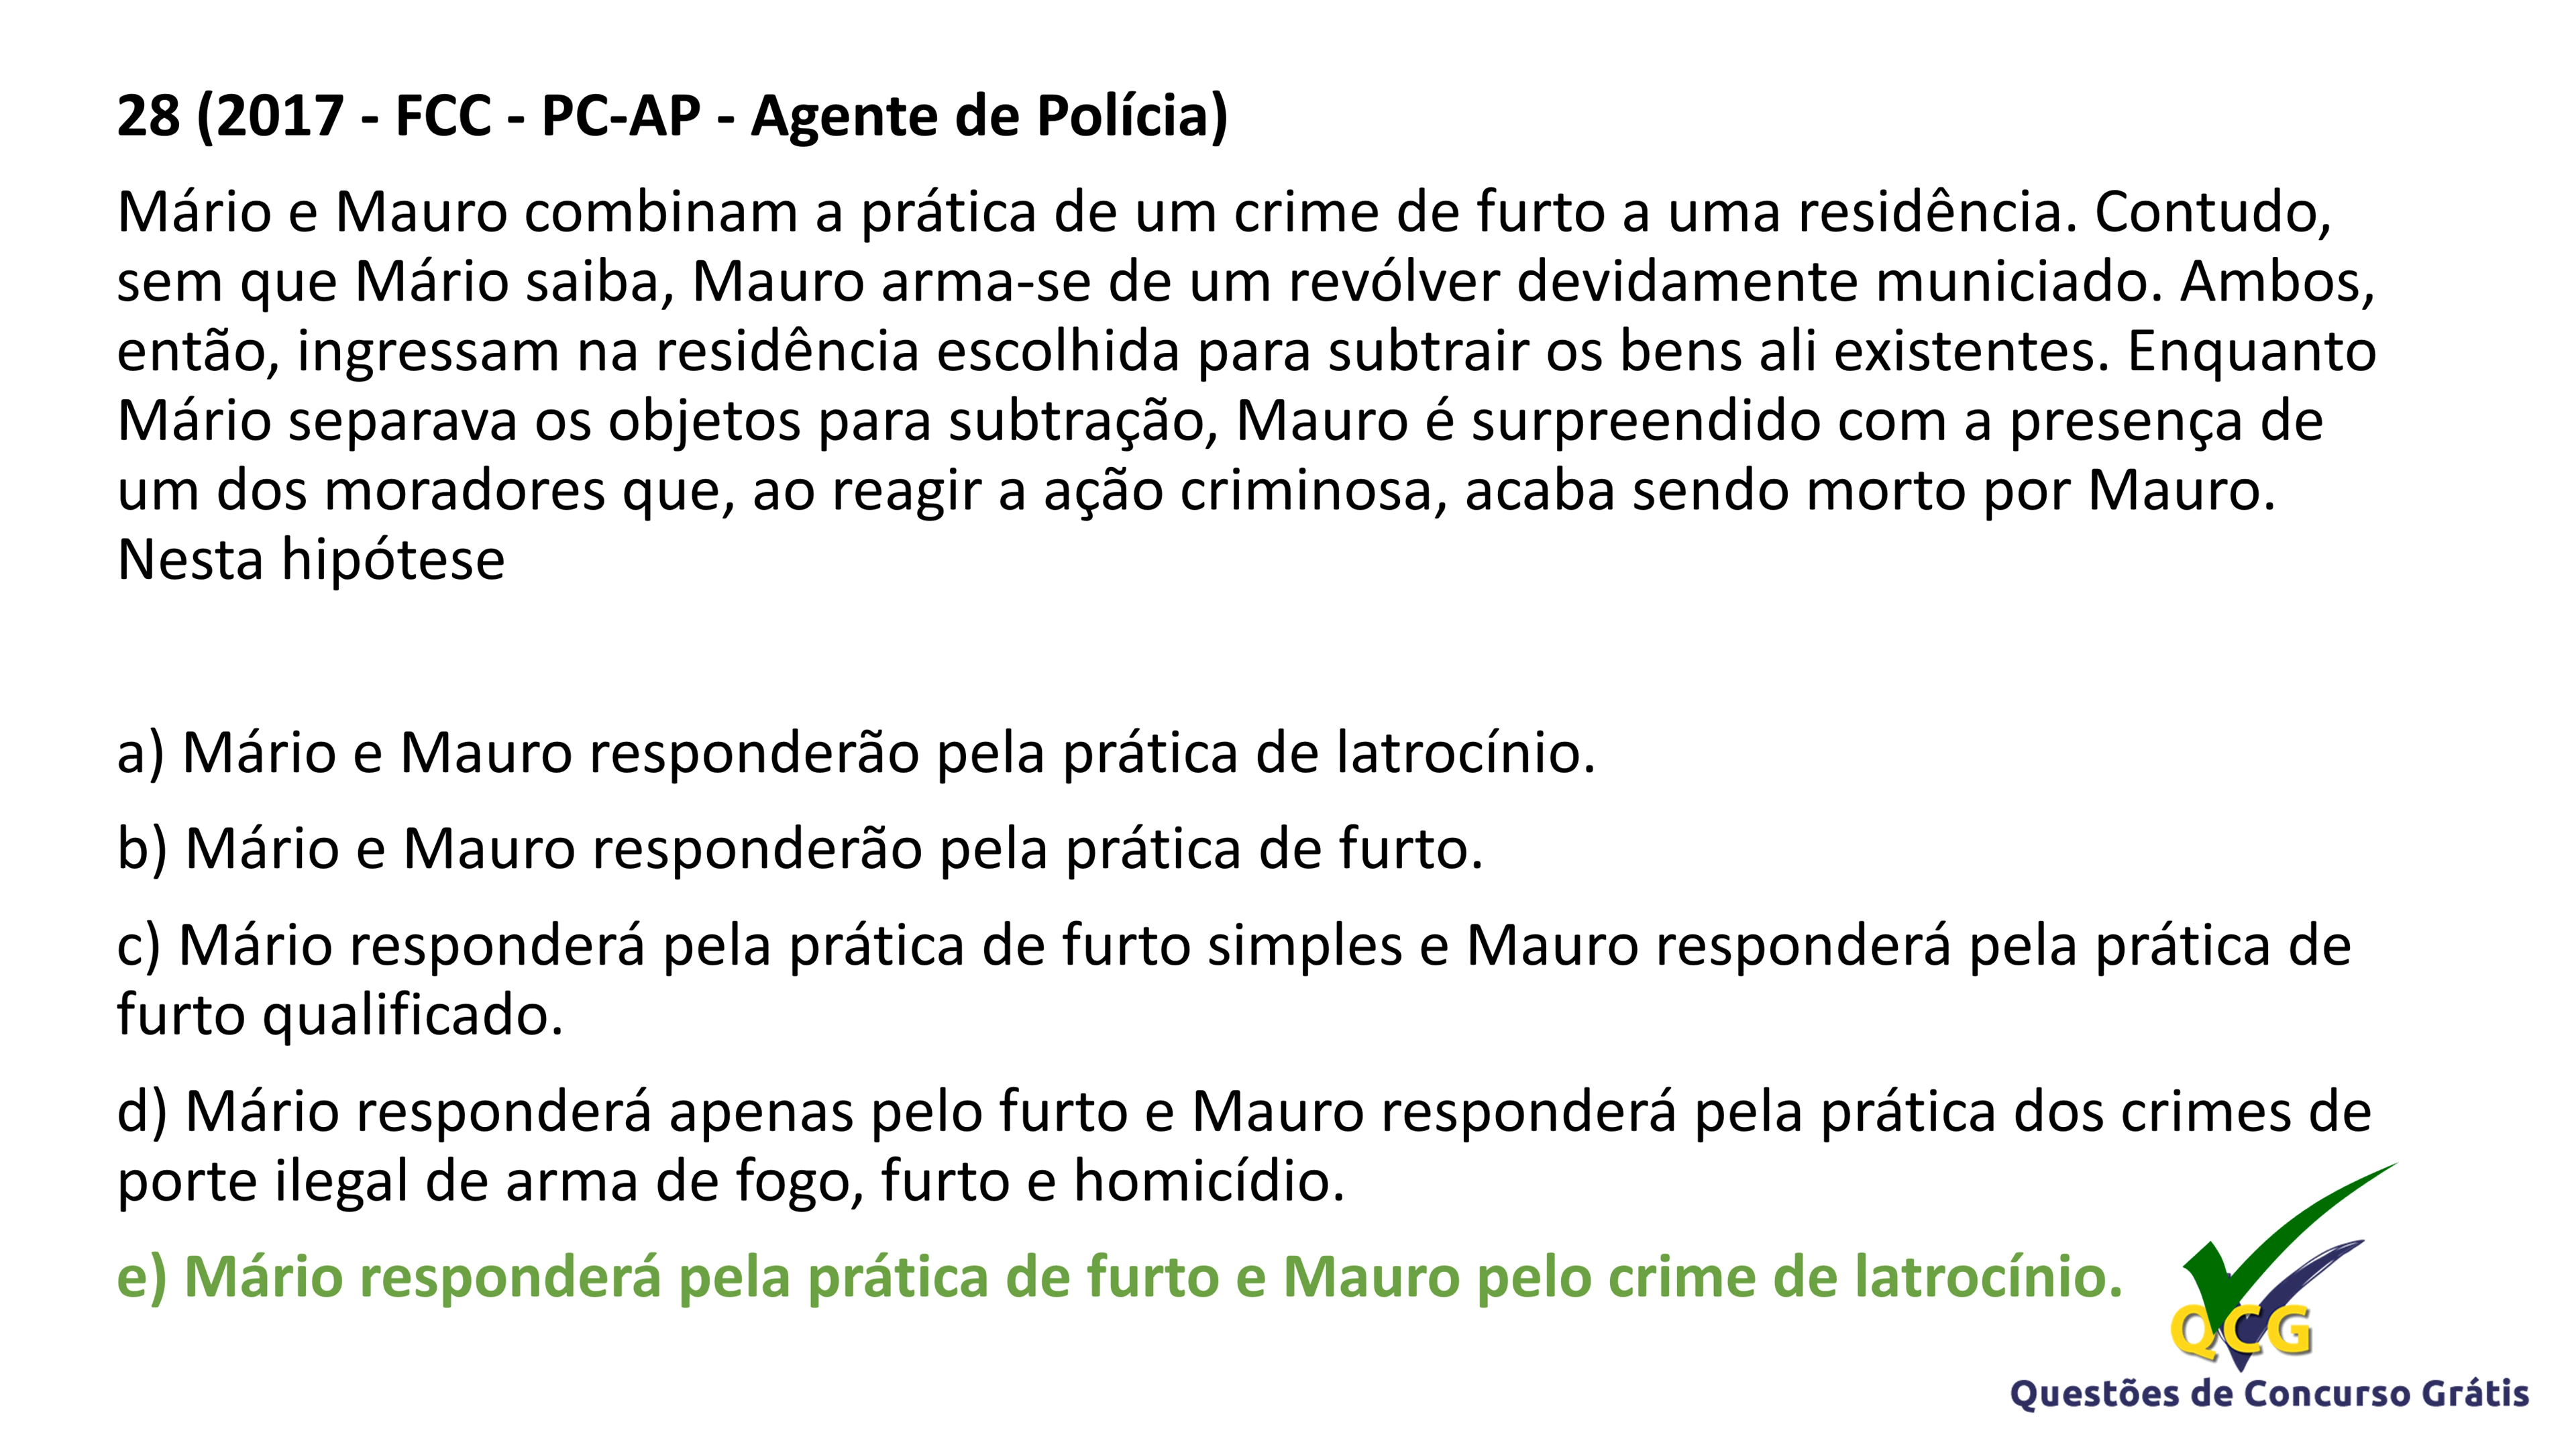 28 (2017 - FCC - PC-AP - Agente de Polícia)
Mário e Mauro combinam a prática de um crime de furto a uma residência. Contudo,
sem que Mário saiba, Mauro arma-se de um revólver devidamente municiado. Ambos,
então, ingressam na residência escolhida para subtrair os bens ali existentes. Enquanto
Mário separava os objetos para subtração, Mauro é surpreendido com a presença de
um dos moradores que, ao reagir a ação criminosa, acaba sendo morto por Mauro.
Nesta hipótese
a) Mário e Mauro responderão pela prática de latrocínio.
b) Mário e Mauro responderão pela prática de furto.
c) Mário responderá pela prática de furto simples e Mauro responderá pela prática de
furto qualificado.
d) Mário responderá apenas pelo furto e Mauro responderá pela prática dos crimes de
porte ilegal de arma de fogo, furto e homicídio.
e) Mário responderá pela prática de furto e Mauro pelo crime de latrocínio.
QCG
Questões de Concurso Grátis